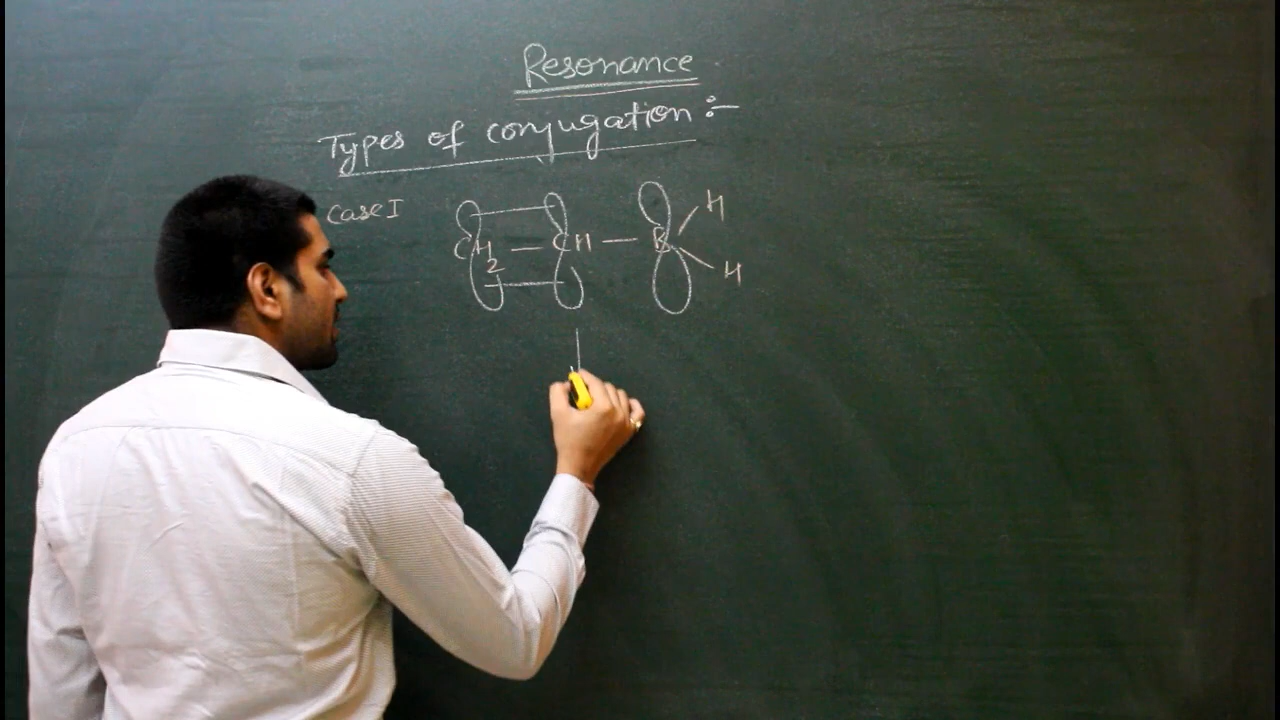 Resonance
Types of conjugation :-
Case I
CH2 — CH — B
H
H